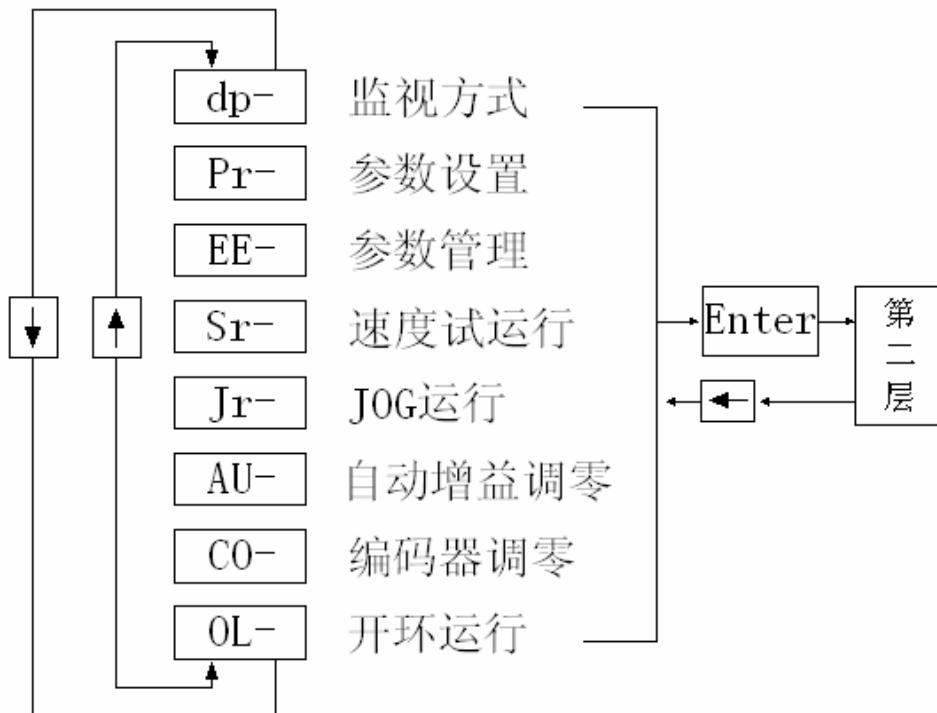 dp- 监视方式
Pr- 参数设置
EE- 参数管理
Sr- 速度试运行
Jr- JOG运行
AU- 自动增益调零
CO- 编码器调零
OL- 开环运行
Enter
第二层